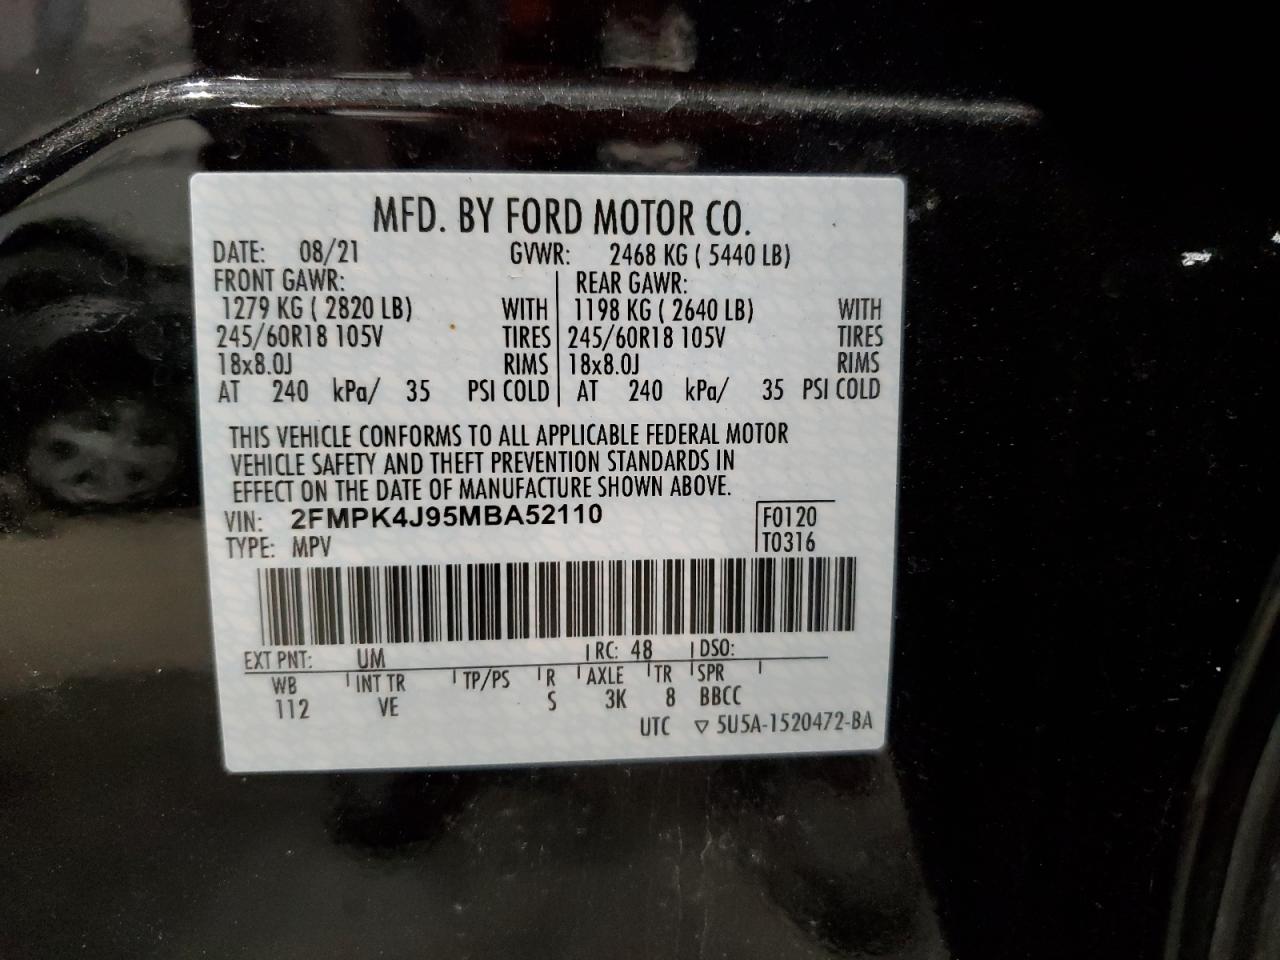 MFD. BY FORD MOTOR CO.
DATE: 08/21 GVWR: 2468 KG ( 5440 LB)
FRONT GAWR: REAR GAWR:
1279 KG ( 2820 LB) WITH 1198 KG ( 2640 LB) WITH
245/60R18 105V TIRES 245/60R18 105V TIRES
18x8.0J RIMS 18x8.0J RIMS
AT 240 kPa/ 35 PSI COLD AT 240 kPa/ 35 PSI COLD
THIS VEHICLE CONFORMS TO ALL APPLICABLE FEDERAL MOTOR
VEHICLE SAFETY AND THEFT PREVENTION STANDARDS IN
EFFECT ON THE DATE OF MANUFACTURE SHOWN ABOVE.
VIN: 2FMPK4J95MBA52110 F0120
TYPE: MPV T0316
EXT PNT: UM RC: 48 DSO:
WB INT TR TP/PS R AXLE TR SPR
112 VE S 3K 8 BBCC
UTC ▽ 5U5A-1520472-BA